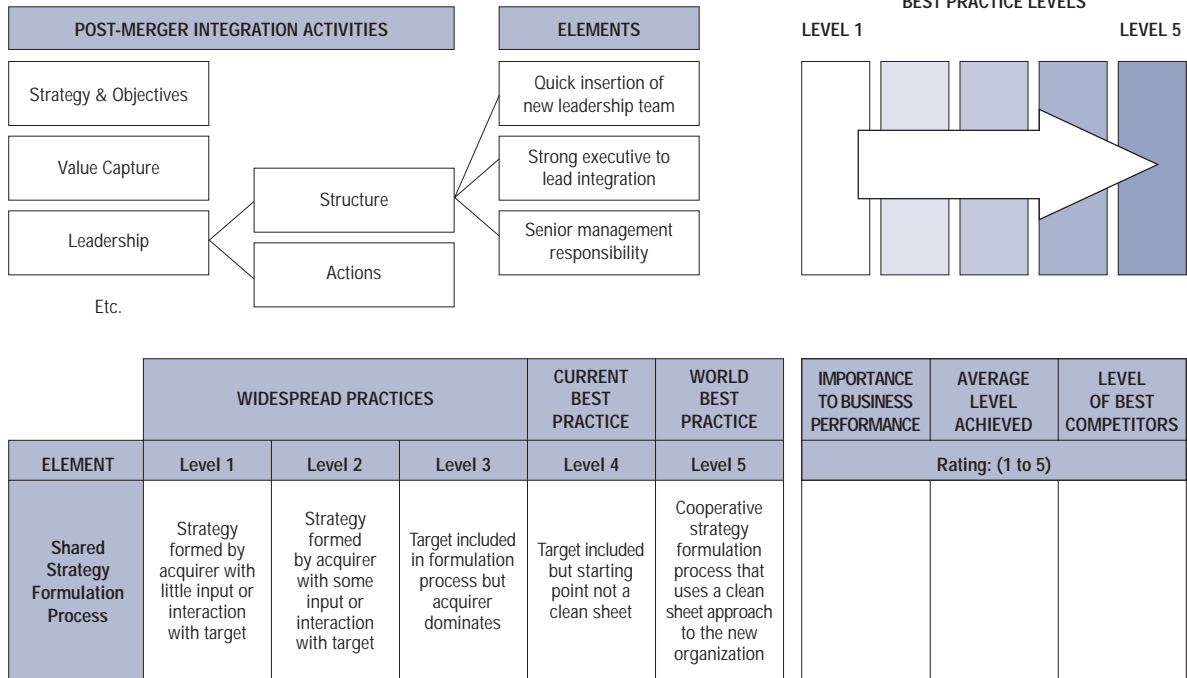 BEST PRACTICE LEVELS
POST-MERGER INTEGRATION ACTIVITIES
ELEMENTS
LEVEL 1
LEVEL 5
Strategy & Objectives
Value Capture
Leadership
Etc.
Structure
Actions
Quick insertion of
new leadership team
Strong executive to
lead integration
Senior management
responsibility
WIDESPREAD PRACTICES
CURRENT
BEST
PRACTICE
WORLD
BEST
PRACTICE
IMPORTANCE
TO BUSINESS
PERFORMANCE
AVERAGE
LEVEL
ACHIEVED
LEVEL
OF BEST
COMPETITORS
ELEMENT
Level 1
Level 2
Level 3
Level 4
Level 5
Rating: (1 to 5)
Shared
Strategy
Formulation
Process
Strategy
formed by
acquirer with
little input or
interaction
with target
Strategy
formed
by acquirer
with some
input or
interaction
with target
Target included
in formulation
process but
acquirer
dominates
Target included
but starting
point not a
clean sheet
Cooperative
strategy
formulation
process that
uses a clean
sheet approach
to the new
organization